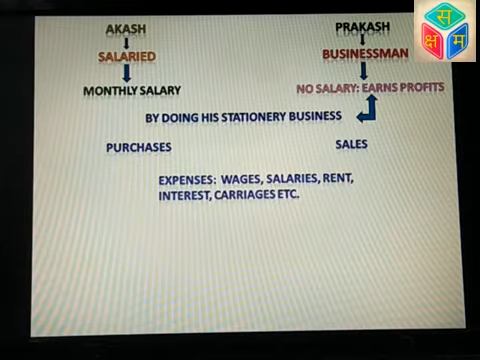 AKASH
PRAKASH
SALARIED
BUSINESSMAN
MONTHLY SALARY
NO SALARY: EARNS PROFITS
BY DOING HIS STATIONERY BUSINESS
PURCHASES
SALES
EXPENSES: WAGES, SALARIES, RENT,
INTEREST, CARRIAGES ETC.
स
क्ष
म